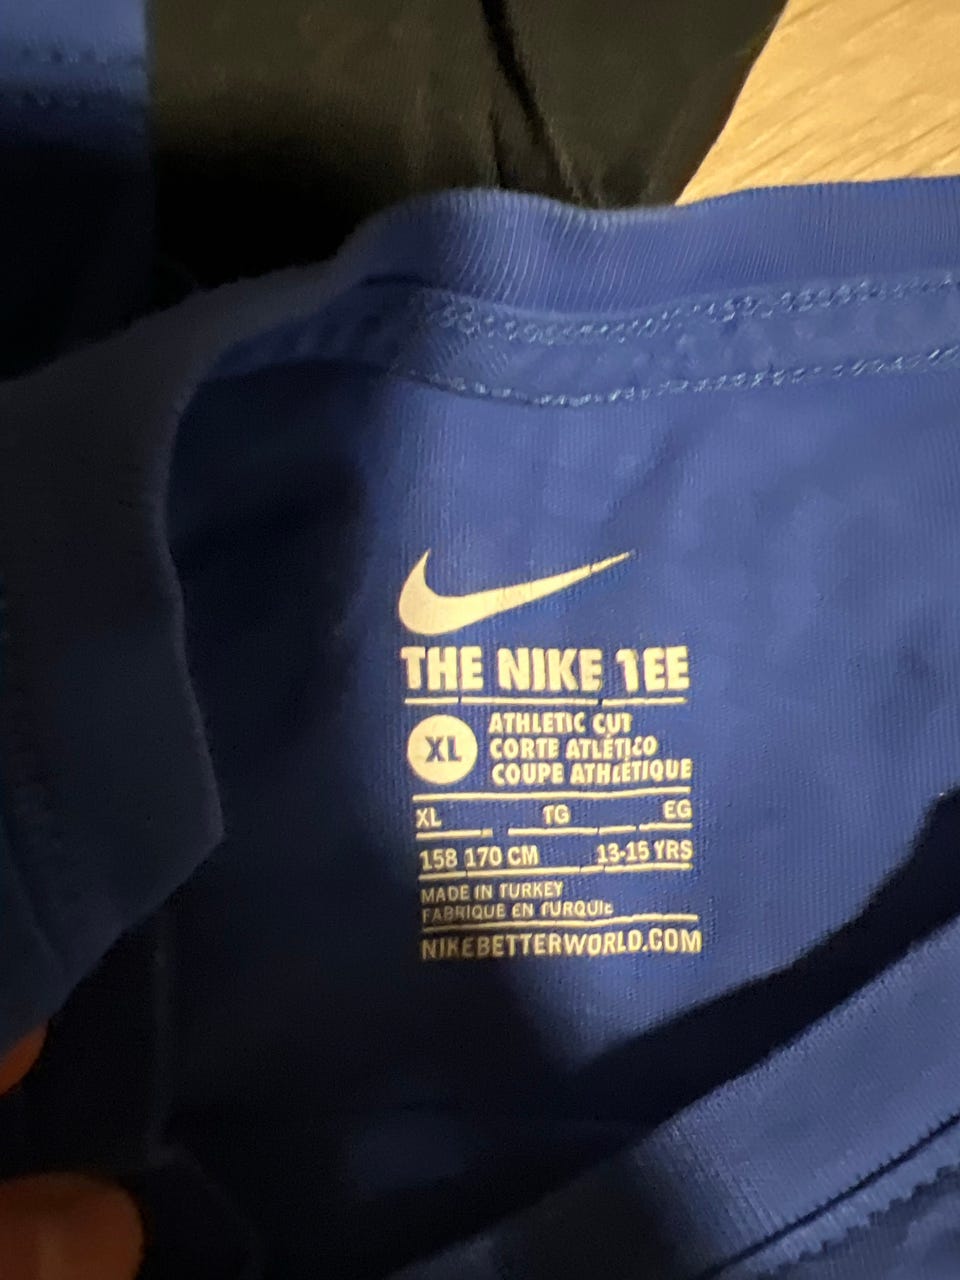 THE NIKE TEE
XL
ATHLETIC CUT
CORTE ATLÉTICO
COUPE ATHLÉTIQUE
XL TG EG
158 170 CM 13-15 YRS
MADE IN TURKEY
FABRIQUE EN TURQUIE
NIKEBETTERWORLD.COM